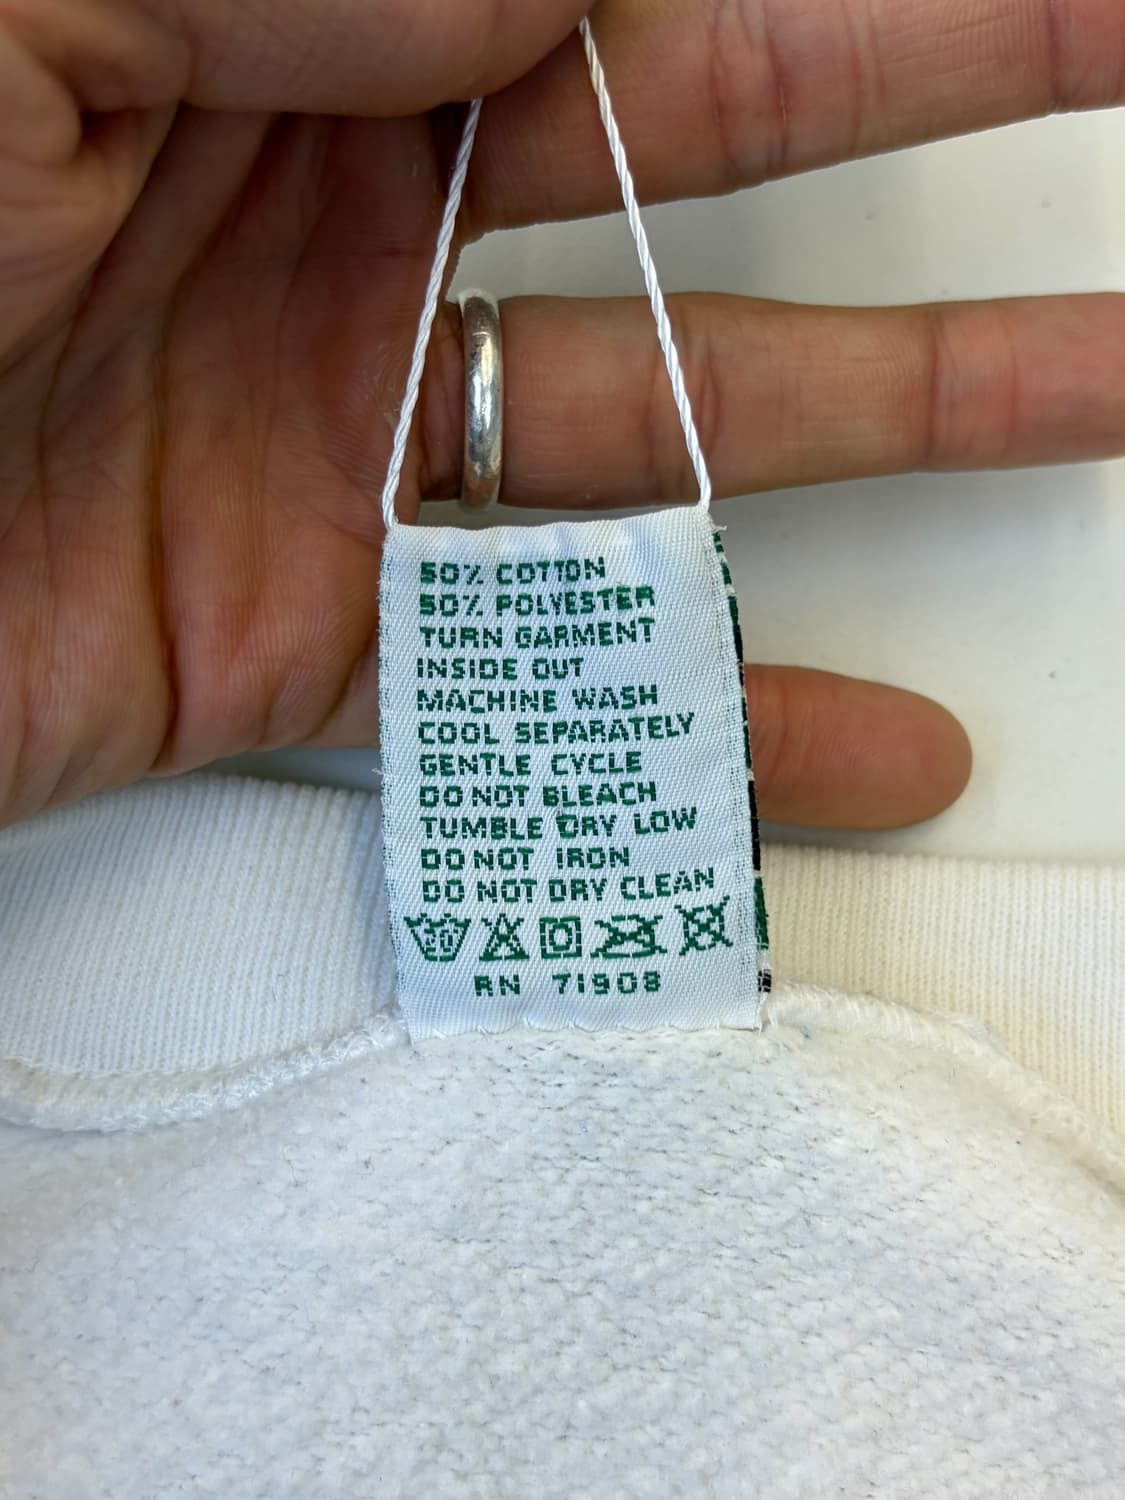 50% COTTON
50% POLYESTER
TURN GARMENT
INSIDE OUT
MACHINE WASH
COOL SEPARATELY
GENTLE CYCLE
DO NOT BLEACH
TUMBLE DRY LOW
DO NOT IRON
DO NOT DRY CLEAN
20
RN 71908